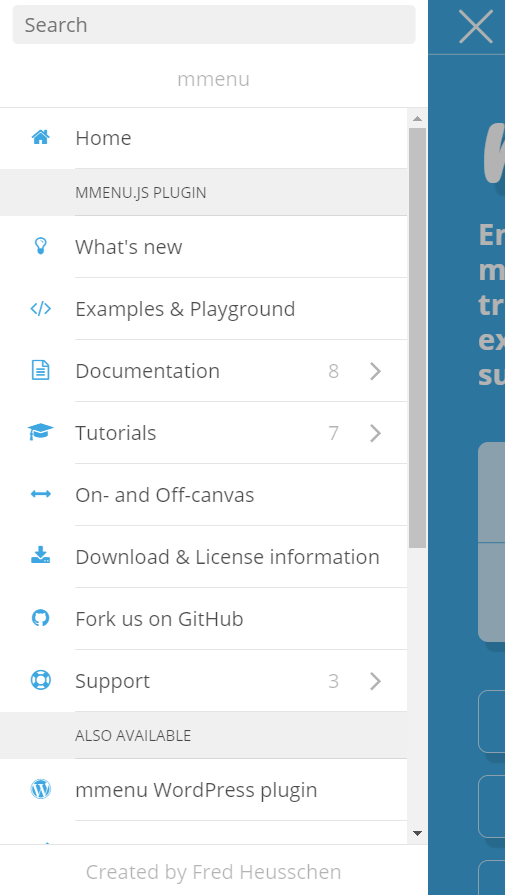 Search
mmenu
Home
MMENU.JS PLUGIN
What's new
Examples & Playground
Documentation 8
Tutorials 7
On- and Off-canvas
Download & License information
Fork us on GitHub
Support 3
ALSO AVAILABLE
mmenu WordPress plugin
Created by Fred Heusschen